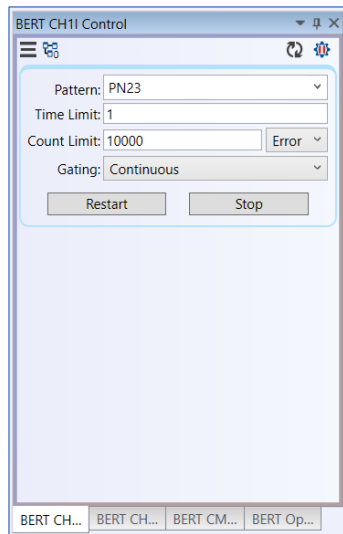 BERT CH1I Control
Pattern: PN23
Time Limit: 1
Count Limit: 10000 Error
Gating: Continuous
Restart Stop
BERT CH... BERT CH... BERT CM... BERT Op...